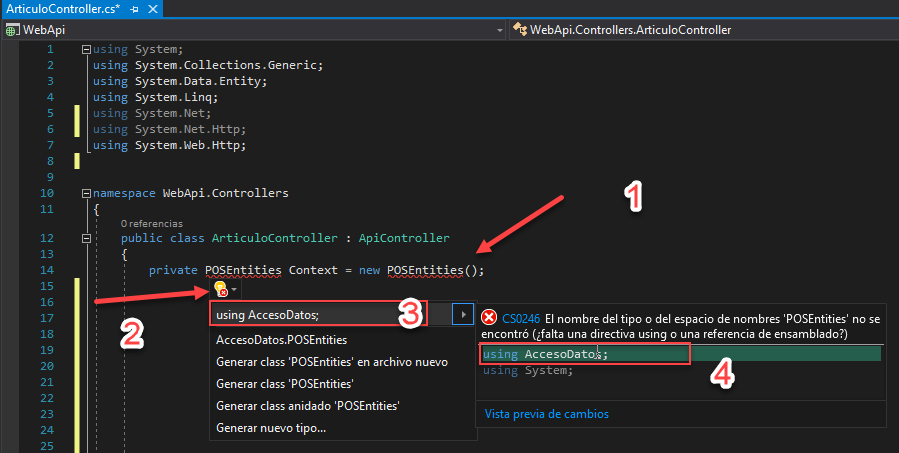 ArticuloController.cs*
WebApi
WebApi.Controllers.ArticuloController
1 using System;
2 using System.Collections.Generic;
3 using System.Data.Entity;
4 using System.Linq;
5 using System.Net;
6 using System.Net.Http;
7 using System.Web.Http;
8
9
10 namespace WebApi.Controllers
11 {
0 referencias
12 public class ArticuloController : ApiController
13 {
14 private POSEntities Context = new POSEntities();
15
16
17
18
19
20
21
22
23
24
25
1
2
using AccesoDatos;
3
AccesoDatos.POSEntities
Generar class 'POSEntities' en archivo nuevo
Generar class 'POSEntities'
Generar class anidado 'POSEntities'
Generar nuevo tipo...
CS0246 El nombre del tipo o del espacio de nombres 'POSEntities' no se
encontró (¿falta una directiva using o una referencia de ensamblado?)
using AccesoDatos;
using System;
4
Vista previa de cambios